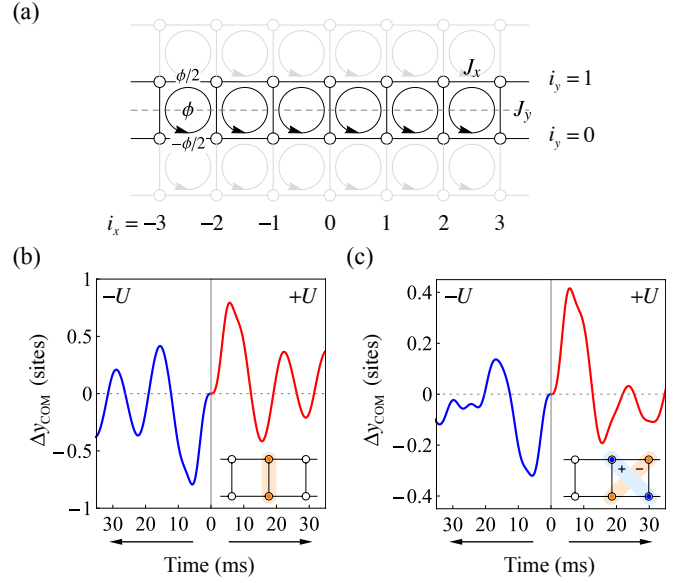 (a)
ϕ/2
J_x
i_y = 1
ϕ
J_y
−ϕ/2
i_y = 0
i_x = −3 −2 −1 0 1 2 3
(b)
(c)
1
0.5
0
−0.5
−1
Δy_COM (sites)
−U +U
30 20 10 0 10 20 30
Time (ms)
0.4
0.2
0
−0.2
−0.4
Δy_COM (sites)
−U +U
+ −
30 20 10 0 10 20 30
Time (ms)